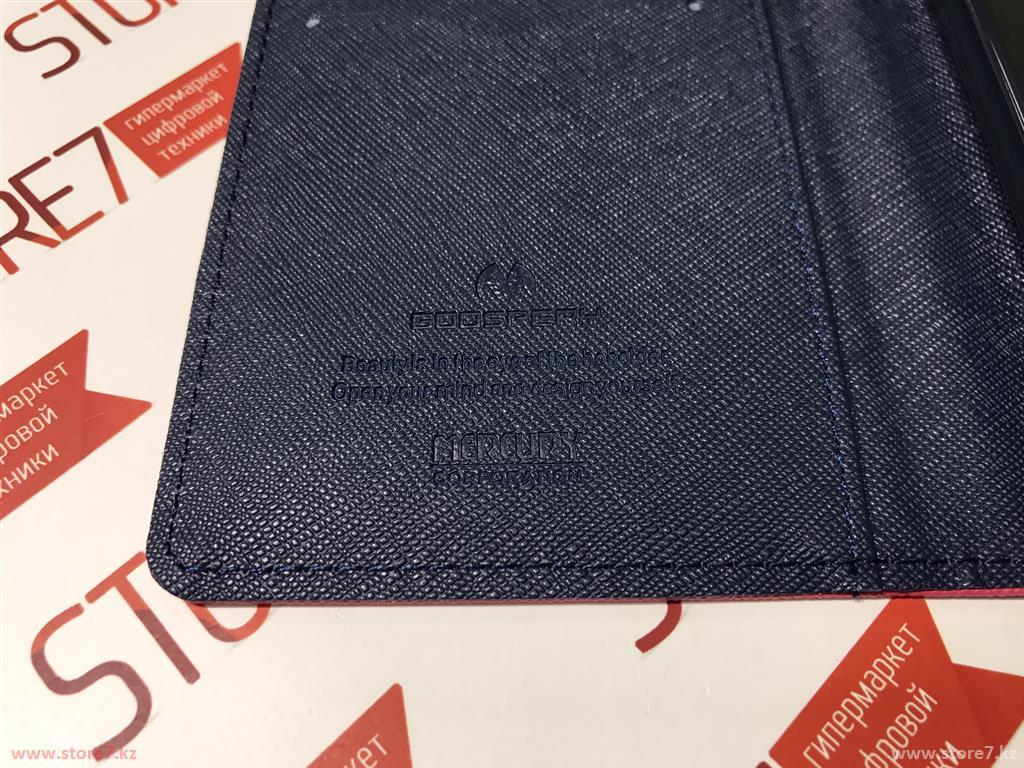 STO
RE7
гипермаркет
цифровой
техники
GOOSPERY
Beauty is in the eye of the beholder
Open your mind and design yourself
MERCURY
CORPORATION
маркет
ровой
хники
STO
гипермаркет
цифровой
www.store7.kz
www.store7.kz